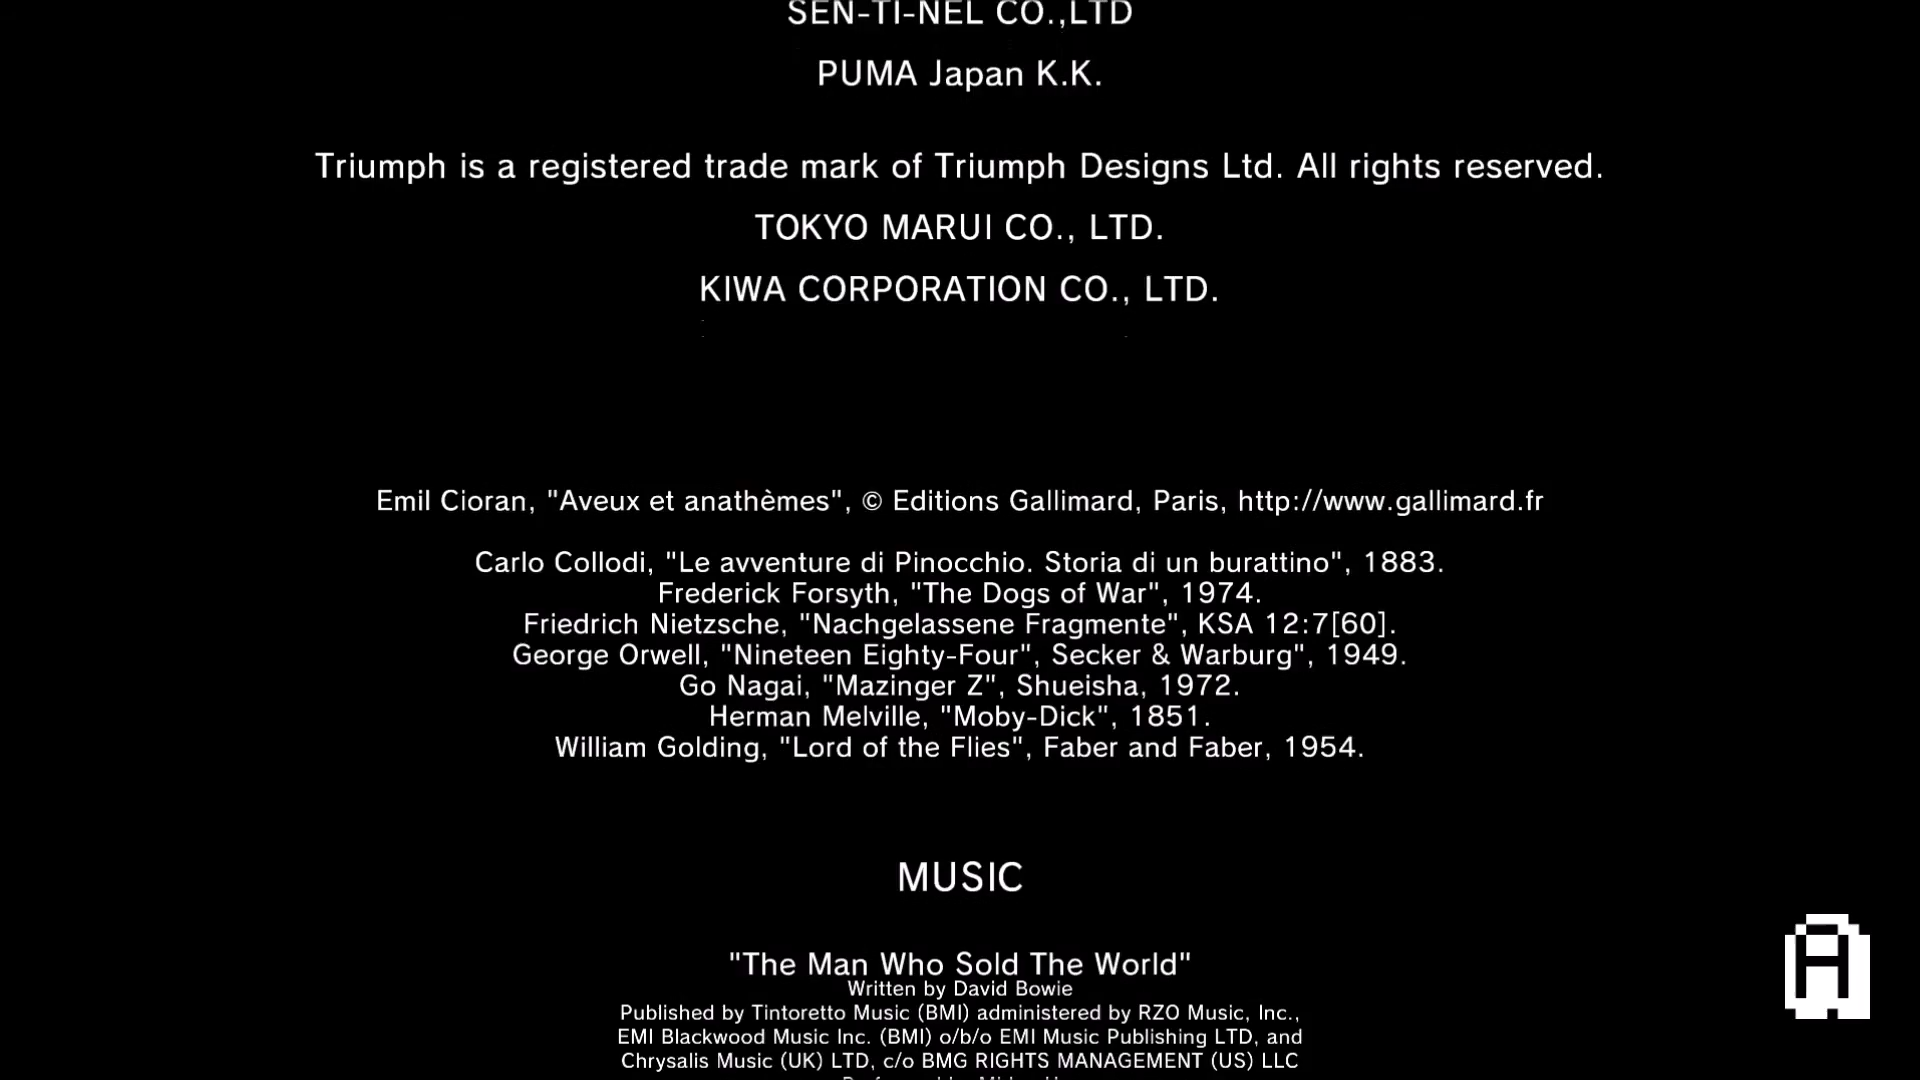 SEN-TI-NEL CO.,LTD
PUMA Japan K.K.
Triumph is a registered trade mark of Triumph Designs Ltd. All rights reserved.
TOKYO MARUI CO., LTD.
KIWA CORPORATION CO., LTD.
Emil Cioran, "Aveux et anathèmes", © Editions Gallimard, Paris, http://www.gallimard.fr
Carlo Collodi, "Le avventure di Pinocchio. Storia di un burattino", 1883.
Frederick Forsyth, "The Dogs of War", 1974.
Friedrich Nietzsche, "Nachgelassene Fragmente", KSA 12:7[60].
George Orwell, "Nineteen Eighty-Four", Secker & Warburg", 1949.
Go Nagai, "Mazinger Z", Shueisha, 1972.
Herman Melville, "Moby-Dick", 1851.
William Golding, "Lord of the Flies", Faber and Faber, 1954.
MUSIC
"The Man Who Sold The World"
Written by David Bowie
Published by Tintoretto Music (BMI) administered by RZO Music, Inc.,
EMI Blackwood Music Inc. (BMI) o/b/o EMI Music Publishing LTD, and
Chrysalis Music (UK) LTD, c/o BMG RIGHTS MANAGEMENT (US) LLC
A